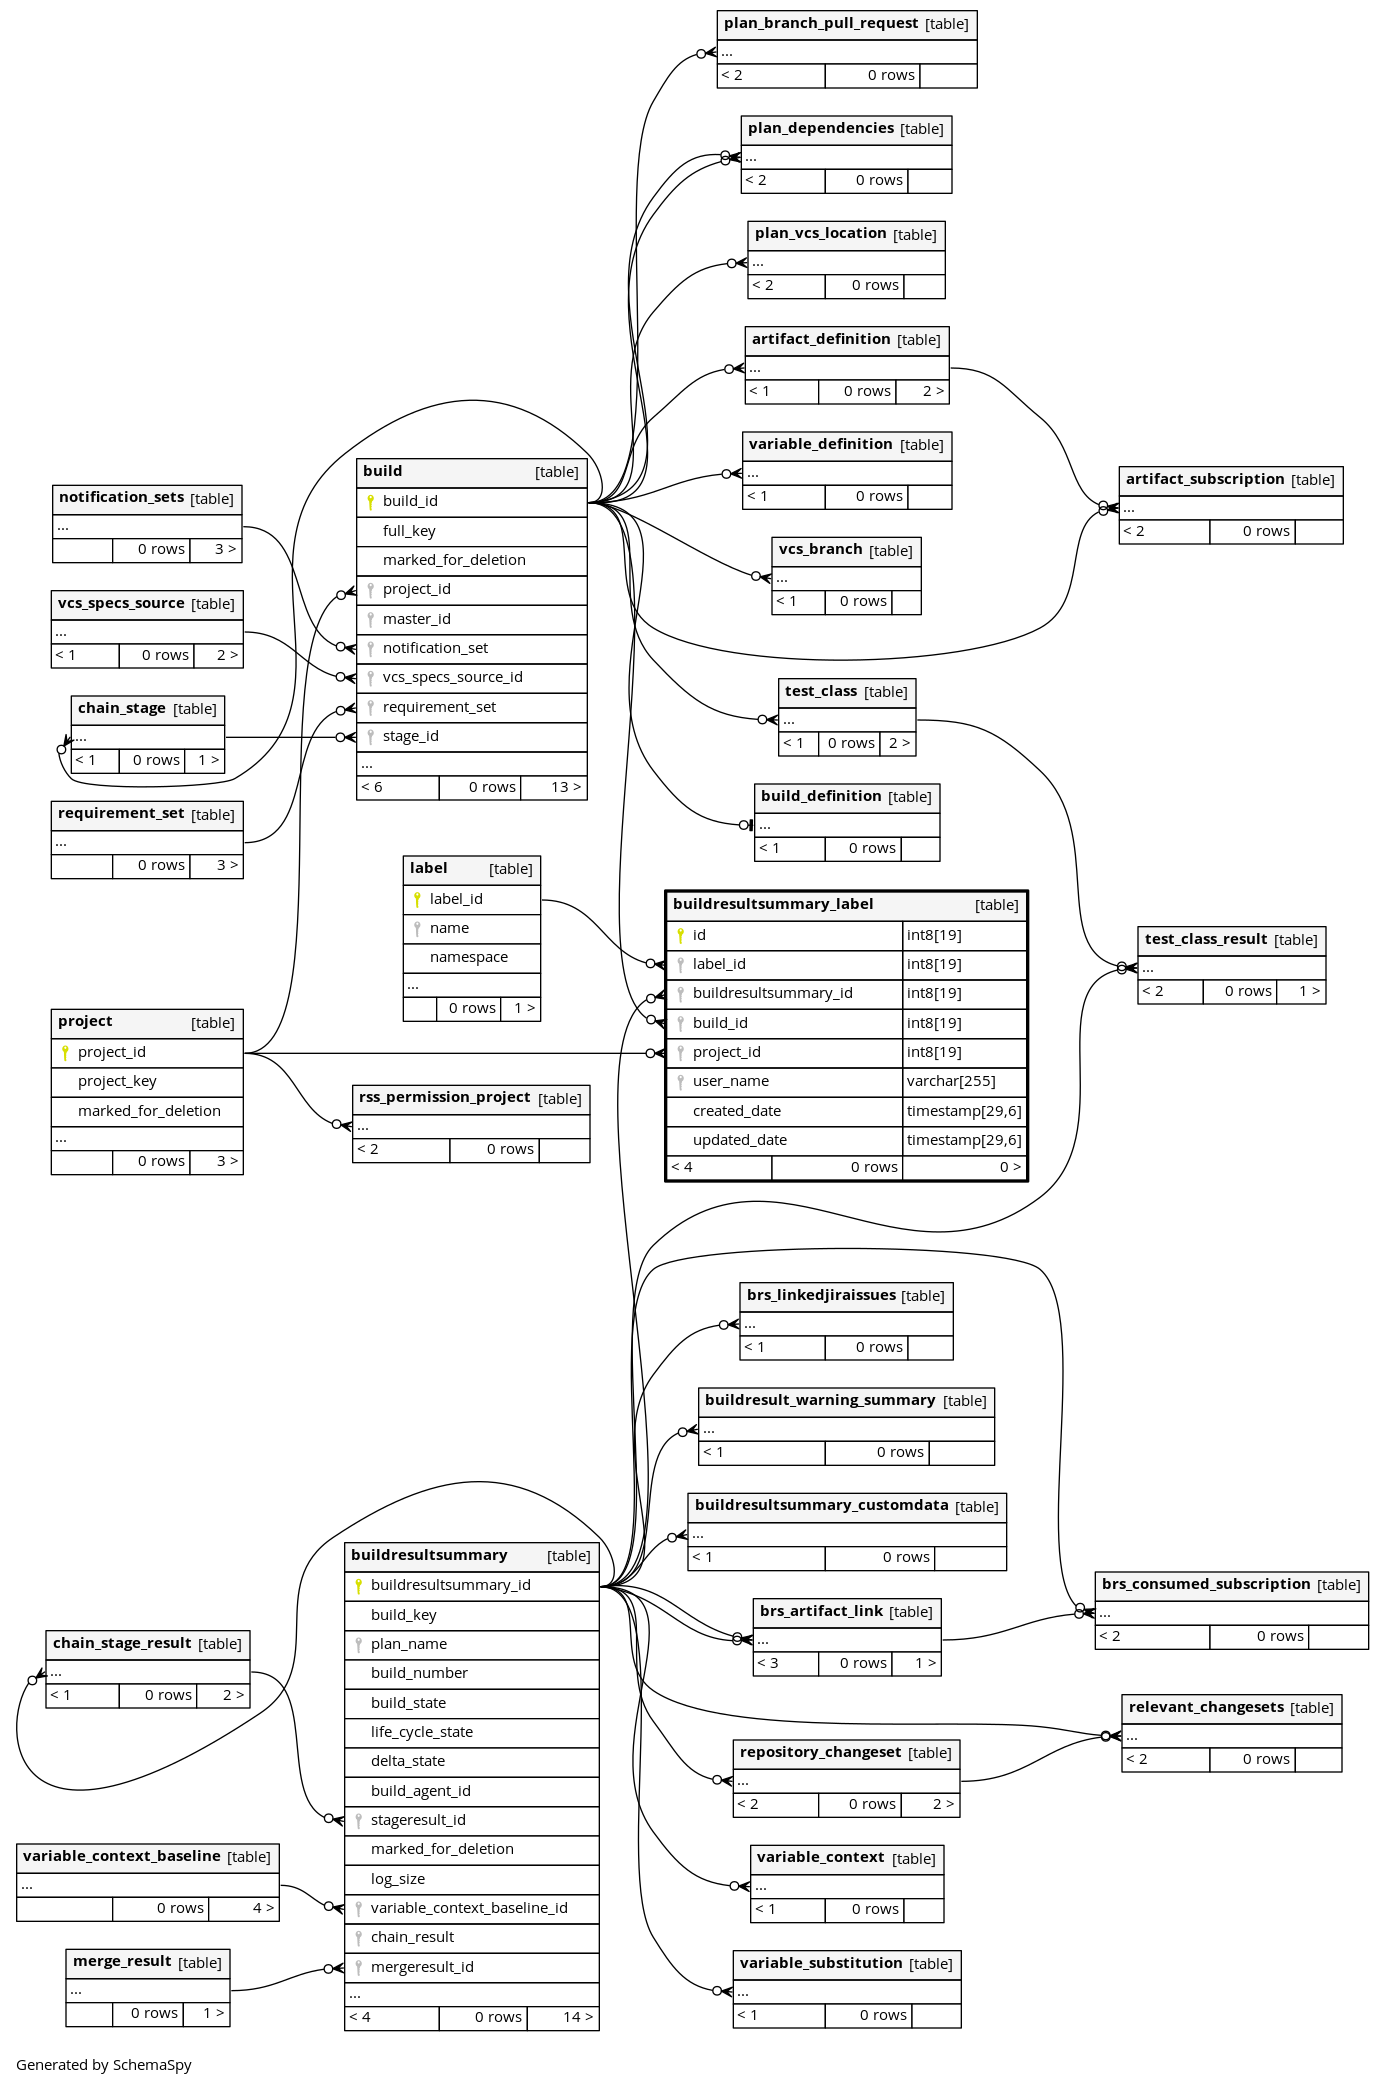 plan_branch_pull_request [table]
...
< 2 0 rows
plan_dependencies [table]
...
< 2 0 rows
plan_vcs_location [table]
...
< 2 0 rows
artifact_definition [table]
...
< 1 0 rows 2 >
variable_definition [table]
...
< 1 0 rows
vcs_branch [table]
...
< 1 0 rows
artifact_subscription [table]
...
< 2 0 rows
build [table]
build_id
full_key
marked_for_deletion
project_id
master_id
notification_set
vcs_specs_source_id
requirement_set
stage_id
...
< 6 0 rows 13 >
notification_sets [table]
...
0 rows 3 >
vcs_specs_source [table]
...
< 1 0 rows 2 >
chain_stage [table]
...
< 1 0 rows 1 >
requirement_set [table]
...
0 rows 3 >
test_class [table]
...
< 1 0 rows 2 >
build_definition [table]
...
< 1 0 rows
label [table]
label_id
name
namespace
...
0 rows 1 >
buildresultsummary_label [table]
id int8[19]
label_id int8[19]
buildresultsummary_id int8[19]
build_id int8[19]
project_id int8[19]
user_name varchar[255]
created_date timestamp[29,6]
updated_date timestamp[29,6]
< 4 0 rows 0 >
test_class_result [table]
...
< 2 0 rows 1 >
project [table]
project_id
project_key
marked_for_deletion
...
0 rows 3 >
rss_permission_project [table]
...
< 2 0 rows
brs_linkedjiraissues [table]
...
< 1 0 rows
buildresult_warning_summary [table]
...
< 1 0 rows
buildresultsummary_customdata [table]
...
< 1 0 rows
brs_artifact_link [table]
...
< 3 0 rows 1 >
brs_consumed_subscription [table]
...
< 2 0 rows
relevant_changesets [table]
...
< 2 0 rows
repository_changeset [table]
...
< 2 0 rows 2 >
variable_context [table]
...
< 1 0 rows
variable_substitution [table]
...
< 1 0 rows
buildresultsummary [table]
buildresultsummary_id
build_key
plan_name
build_number
build_state
life_cycle_state
delta_state
build_agent_id
stageresult_id
marked_for_deletion
log_size
variable_context_baseline_id
chain_result
mergeresult_id
...
< 4 0 rows 14 >
chain_stage_result [table]
...
< 1 0 rows 2 >
variable_context_baseline [table]
...
0 rows 4 >
merge_result [table]
...
0 rows 1 >
Generated by SchemaSpy